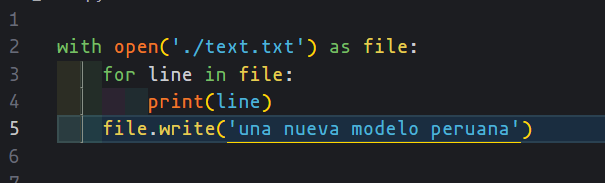 1
2 with open('./text.txt') as file:
3     for line in file:
4         print(line)
5     file.write('una nueva modelo peruana')
6
7